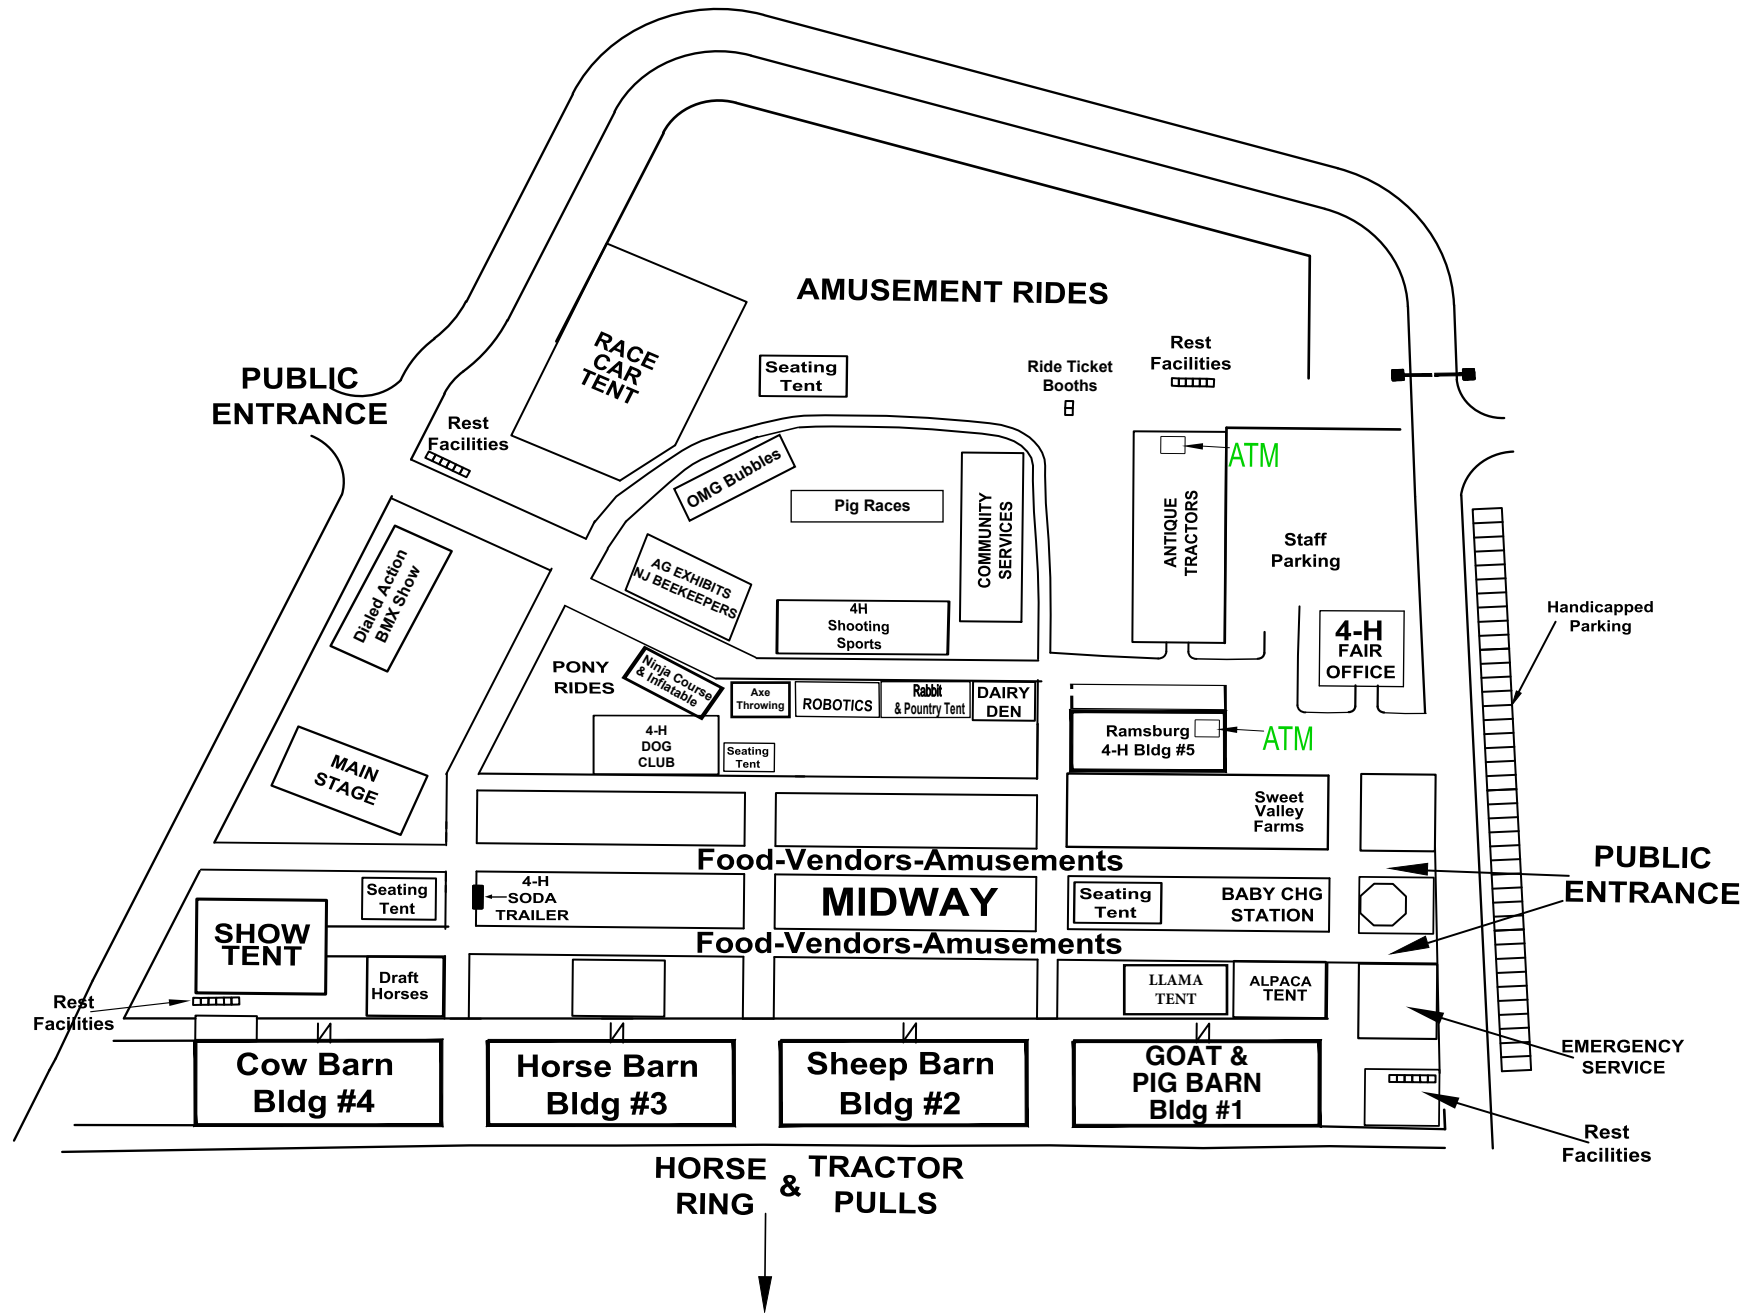 AMUSEMENT RIDES
RACE
CAR
TENT
Seating
Tent
Ride Ticket
Booths
Rest
Facilities
PUBLIC
ENTRANCE
Rest
Facilities
ATM
OMG Bubbles
Pig Races
COMMUNITY
SERVICES
ANTIQUE
TRACTORS
Staff
Parking
Dialed Action
BMX Show
AG EXHIBITS
NJ BEEKEEPERS
4H
Shooting
Sports
4-H
FAIR
OFFICE
Handicapped
Parking
PONY
RIDES
Ninja Course
& Inflatable
Axe
Throwing
ROBOTICS
Rabbit
& Pountry Tent
DAIRY
DEN
4-H
DOG
CLUB
Seating
Tent
Ramsburg
4-H Bldg #5
ATM
MAIN
STAGE
Sweet
Valley
Farms
Food-Vendors-Amusements
PUBLIC
ENTRANCE
Seating
Tent
4-H
SODA
TRAILER
MIDWAY
Seating
Tent
BABY CHG
STATION
SHOW
TENT
Food-Vendors-Amusements
Draft
Horses
LLAMA
TENT
ALPACA
TENT
Rest
Facilities
EMERGENCY
SERVICE
Cow Barn
Bldg #4
Horse Barn
Bldg #3
Sheep Barn
Bldg #2
GOAT &
PIG BARN
Bldg #1
Rest
Facilities
HORSE
RING
&
TRACTOR
PULLS